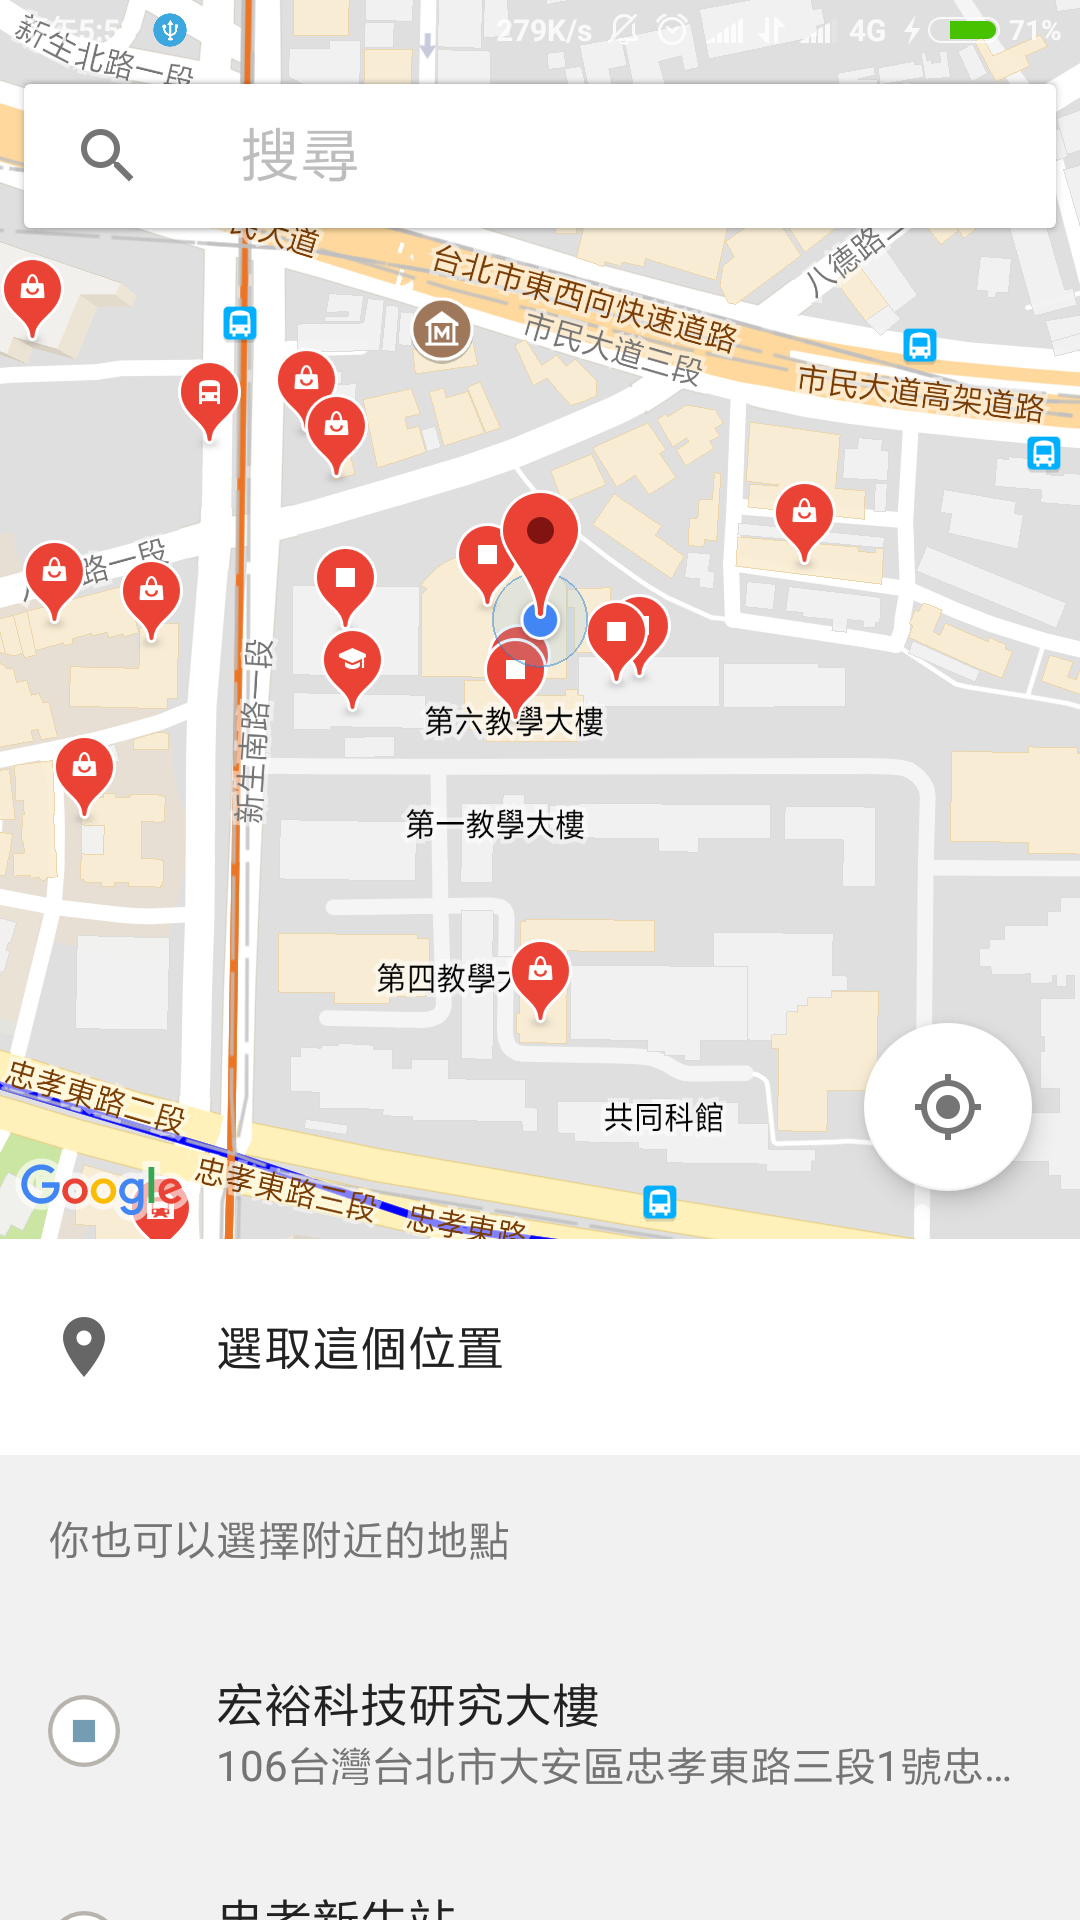 279K/s
4G
71%
新生北路一段
搜尋
民大道
台北市東西向快速道路
八德路一
市民大道三段
市民大道高架道路
路一段
新生南路一段
第六教學大樓
第一教學大樓
第四教學大
共同科館
忠孝東路二段
忠孝東路三段
忠孝東路
Google
選取這個位置
你也可以選擇附近的地點
宏裕科技研究大樓
106台灣台北市大安區忠孝東路三段1號忠...
忠孝新生站